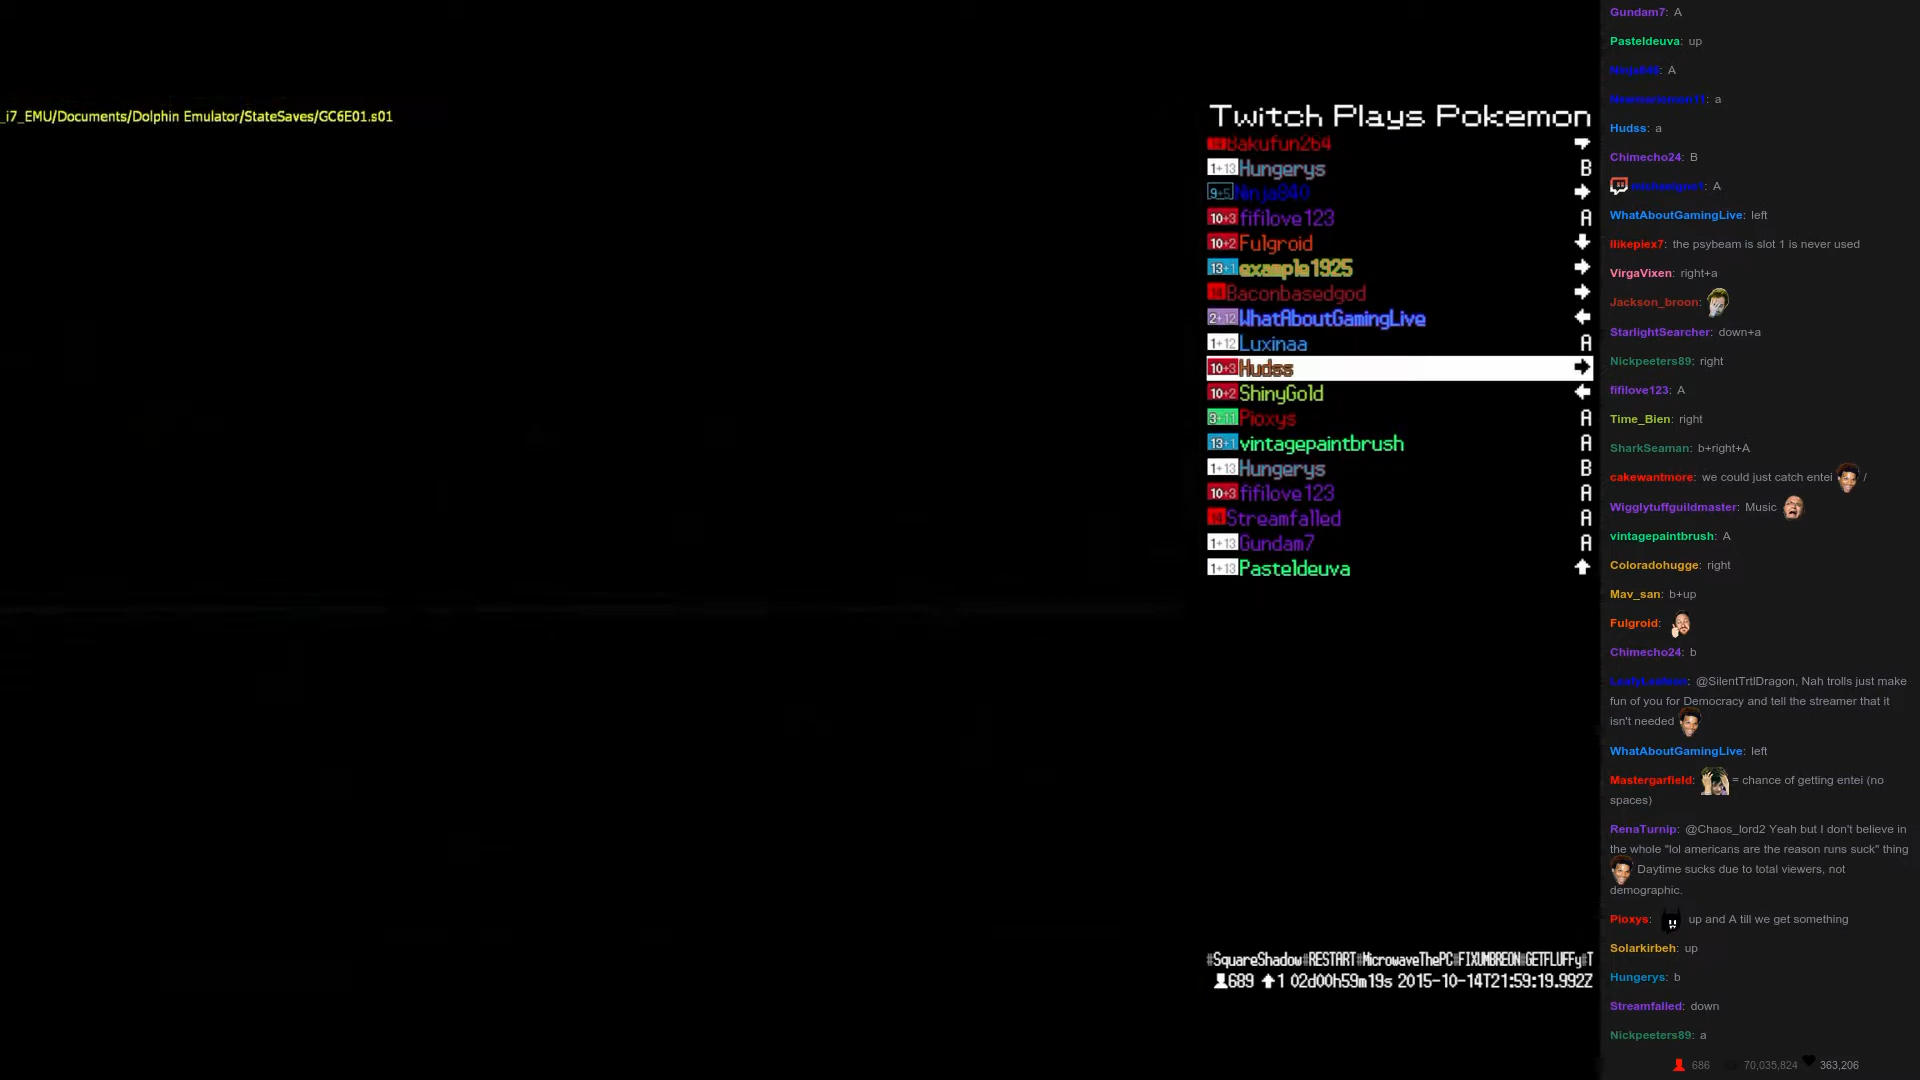 _i7_EMU/Documents/Dolphin Emulator/StateSaves/GC6E01.s01
Twitch Plays Pokemon
Bakufun264
1+13 Hungerys B
9+5 Ninja840
10+3 fifilove123 A
10+2 Fulgroid
13+1 example1925
14 Baconbasedgod
2+12 WhatAboutGamingLive
1+12 Luxinaa A
10+3 Hudss
10+2 ShinyGold
3+11 Pioxys A
13+1 vintagepaintbrush A
1+13 Hungerys B
10+3 fifilove123 A
14 Streamfalled A
1+13 Gundam7 A
1+13 Pasteldeuva
#SquareShadow#RESTART#MicrowaveThePC#FIXUMBREON#GETFLUFFy#T
689 1 02d00h59m19s 2015-10-14T21:59:19.992Z
Gundam7: A
Pasteldeuva: up
Ninja840: A
: a
Hudss: a
Chimecho24: B
: A
WhatAboutGamingLive: left
llikepiex7: the psybeam is slot 1 is never used
VirgaVixen: right+a
Jackson_broon:
StarlightSearcher: down+a
Nickpeeters89: right
fifilove123: A
Time_Bien: right
SharkSeaman: b+right+A
cakewantmore: we could just catch entei /
Wigglytuffguildmaster: Music
vintagepaintbrush: A
Coloradohugge: right
Mav_san: b+up
Fulgroid:
Chimecho24: b
: @SilentTrtlDragon, Nah trolls just make
fun of you for Democracy and tell the streamer that it
isn't needed
WhatAboutGamingLive: left
Mastergarfield: = chance of getting entei (no
spaces)
RenaTurnip: @Chaos_lord2 Yeah but I don't believe in
the whole "lol americans are the reason runs suck" thing
Daytime sucks due to total viewers, not
demographic.
Pioxys: up and A till we get something
Solarkirbeh: up
Hungerys: b
Streamfalled: down
Nickpeeters89: a
686 70,035,824 363,206